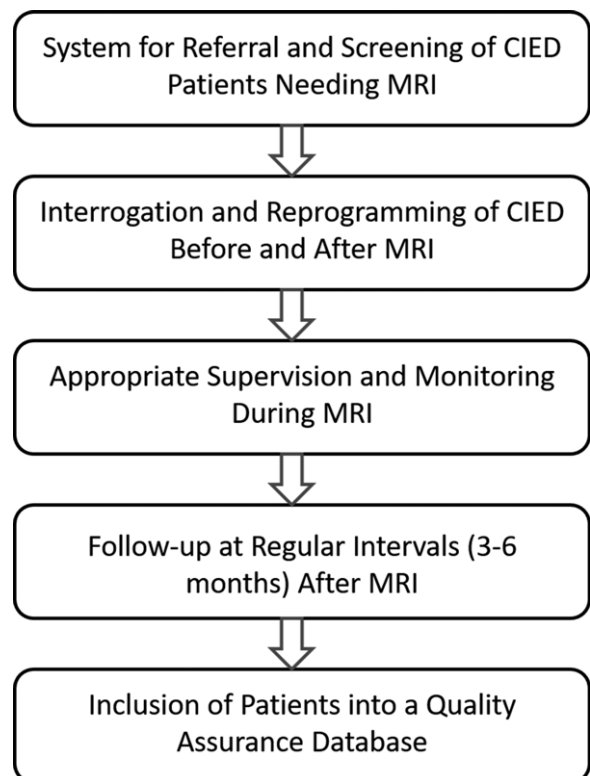 System for Referral and Screening of CIED
Patients Needing MRI
Interrogation and Reprogramming of CIED
Before and After MRI
Appropriate Supervision and Monitoring
During MRI
Follow-up at Regular Intervals (3-6
months) After MRI
Inclusion of Patients into a Quality
Assurance Database